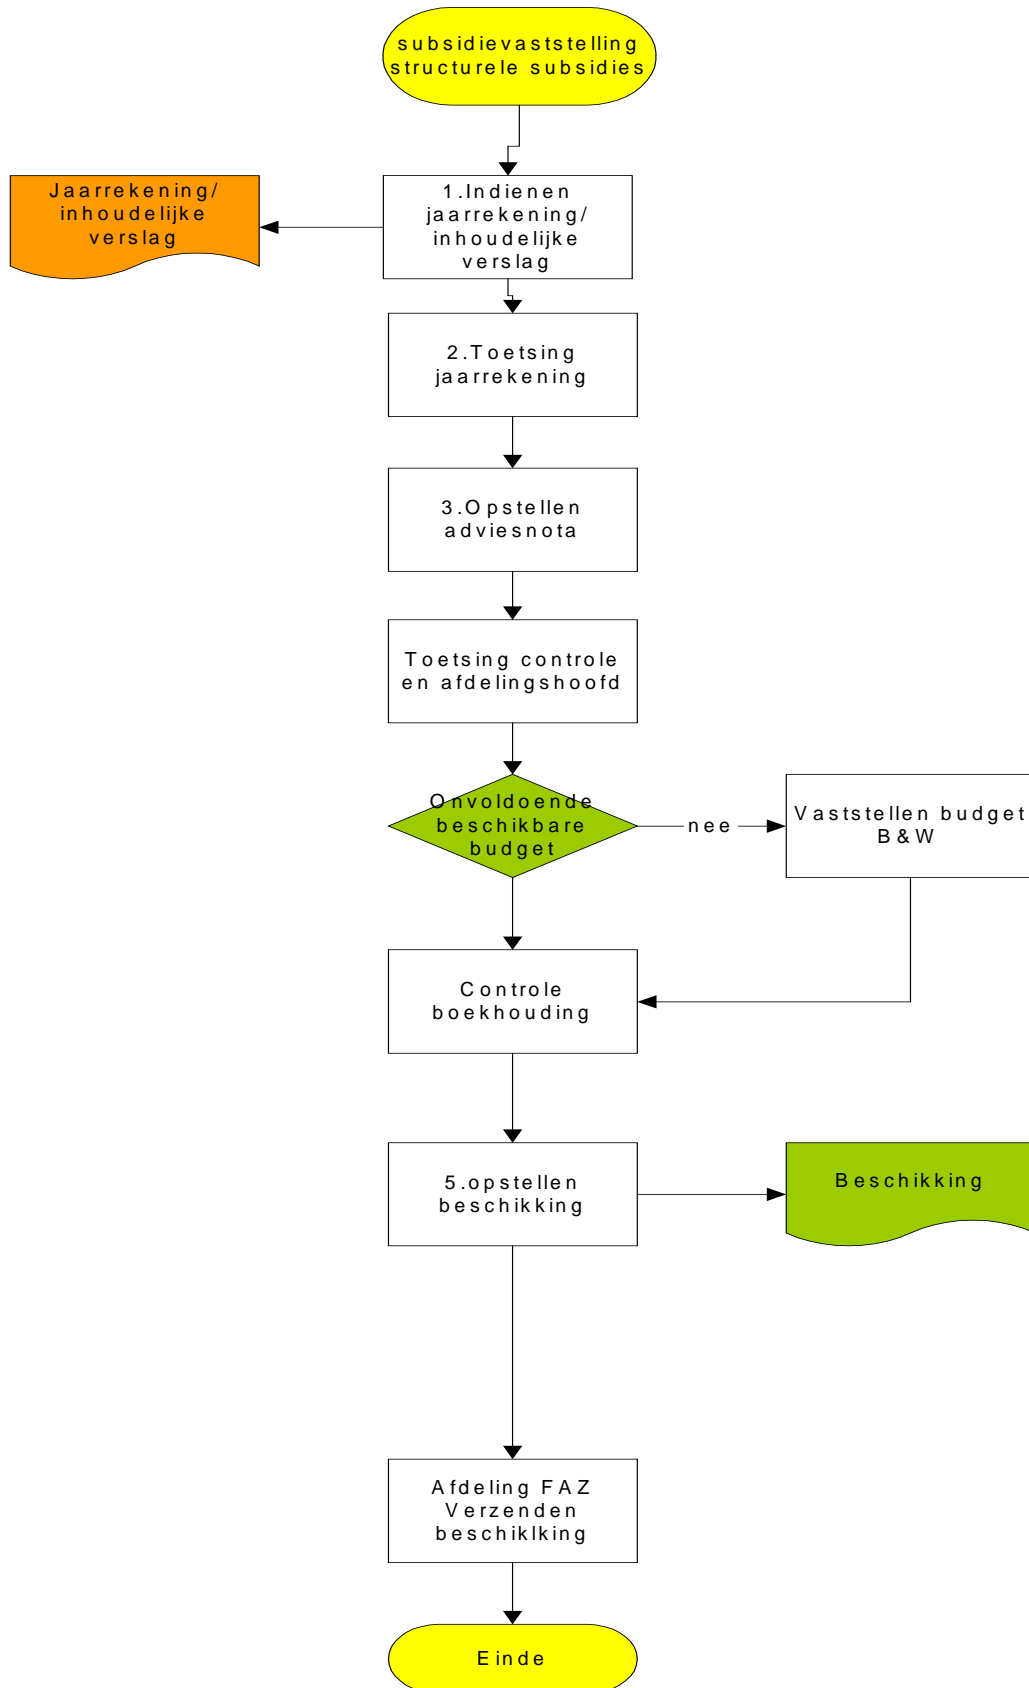 subsidievaststelling
structurele subsidies
Jaarrekening/
inhoudelijke
verslag
1.Indienen
jaarrekening/
inhoudelijke
verslag
2.Toetsing
jaarrekening
3.Opstellen
adviesnota
Toetsing controle
en afdelingshoofd
Onvoldoende
beschikbare
budget
nee
Vaststellen budget
B&W
Controle
boekhouding
5.opstellen
beschikking
Beschikking
Afdeling FAZ
Verzenden
beschiklking
Einde